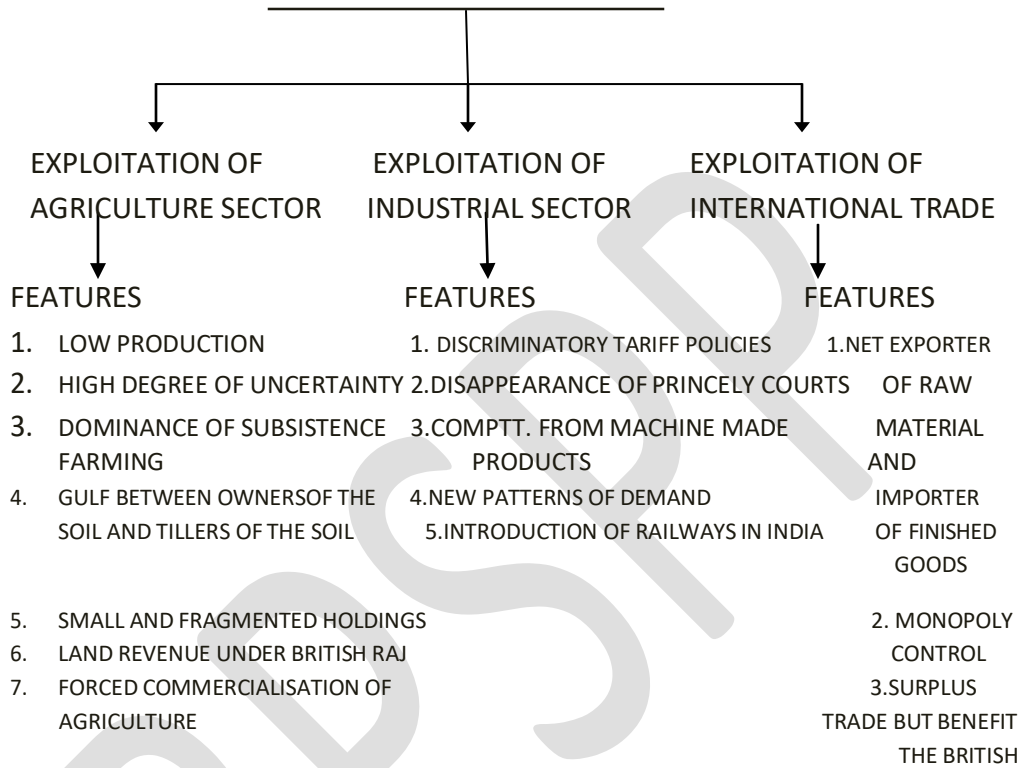 EXPLOITATION OF
AGRICULTURE SECTOR
EXPLOITATION OF
INDUSTRIAL SECTOR
EXPLOITATION OF
INTERNATIONAL TRADE
FEATURES
1. LOW PRODUCTION
2. HIGH DEGREE OF UNCERTAINTY
3. DOMINANCE OF SUBSISTENCE
FARMING
4. GULF BETWEEN OWNERSOF THE
SOIL AND TILLERS OF THE SOIL
5. SMALL AND FRAGMENTED HOLDINGS
6. LAND REVENUE UNDER BRITISH RAJ
7. FORCED COMMERCIALISATION OF
AGRICULTURE
FEATURES
1. DISCRIMINATORY TARIFF POLICIES
2.DISAPPEARANCE OF PRINCELY COURTS
3.COMPTT. FROM MACHINE MADE
PRODUCTS
4.NEW PATTERNS OF DEMAND
5.INTRODUCTION OF RAILWAYS IN INDIA
FEATURES
1.NET EXPORTER
OF RAW
MATERIAL
AND
IMPORTER
OF FINISHED
GOODS
2. MONOPOLY
CONTROL
3.SURPLUS
TRADE BUT BENEFIT
THE BRITISH